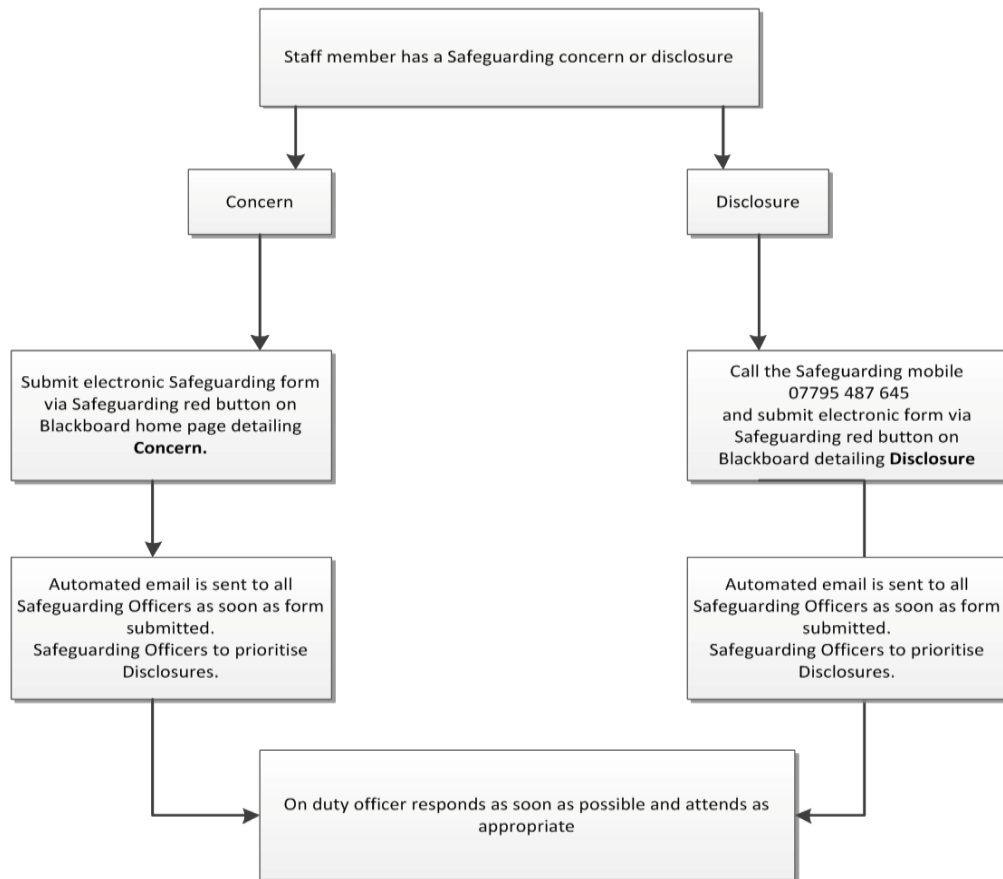 Staff member has a Safeguarding concern or disclosure
Concern
Disclosure
Submit electronic Safeguarding form
via Safeguarding red button on
Blackboard home page detailing
Concern.
Call the Safeguarding mobile
07795 487 645
and submit electronic form via
Safeguarding red button on
Blackboard detailing Disclosure
Automated email is sent to all
Safeguarding Officers as soon as form
submitted.
Safeguarding Officers to prioritise
Disclosures.
Automated email is sent to all
Safeguarding Officers as soon as form
submitted.
Safeguarding Officers to prioritise
Disclosures.
On duty officer responds as soon as possible and attends as
appropriate